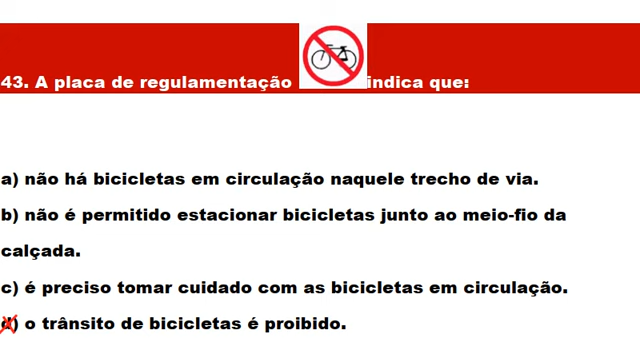 43. A placa de regulamentação indica que:
a) não há bicicletas em circulação naquele trecho de via.
b) não é permitido estacionar bicicletas junto ao meio-fio da
calçada.
c) é preciso tomar cuidado com as bicicletas em circulação.
d) o trânsito de bicicletas é proibido.